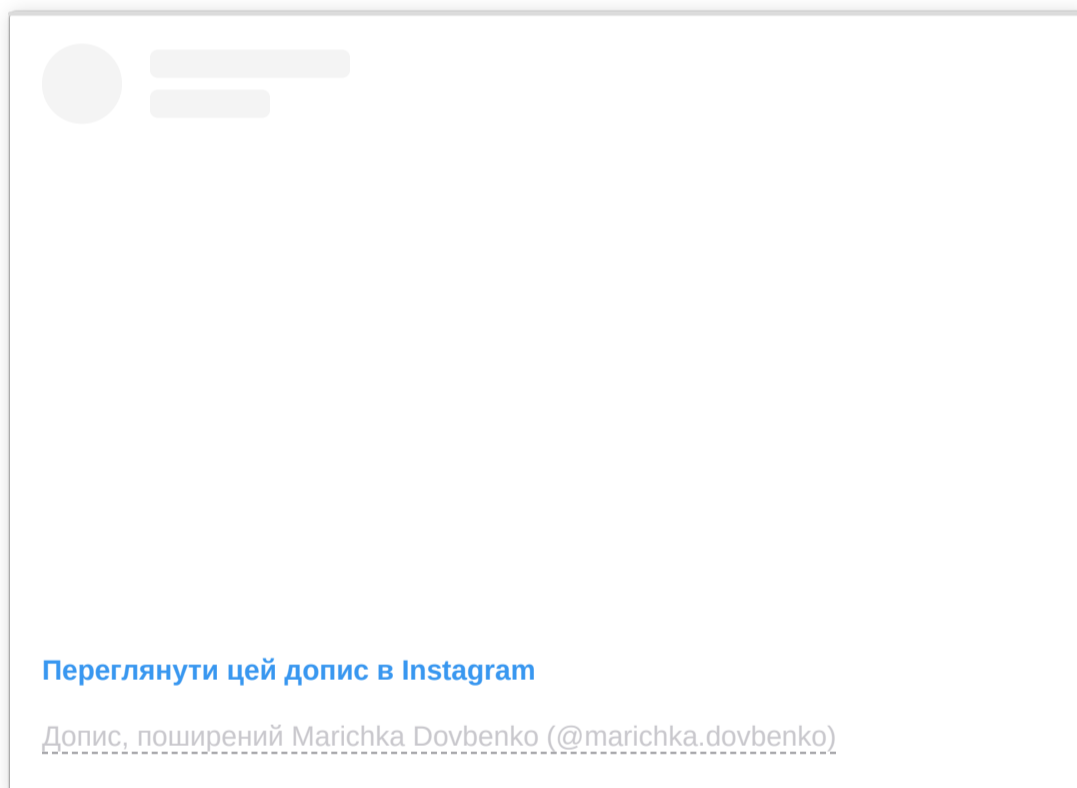 Переглянути цей допис в Instagram
Допис, поширений Marichka Dovbenko (@marichka.dovbenko)